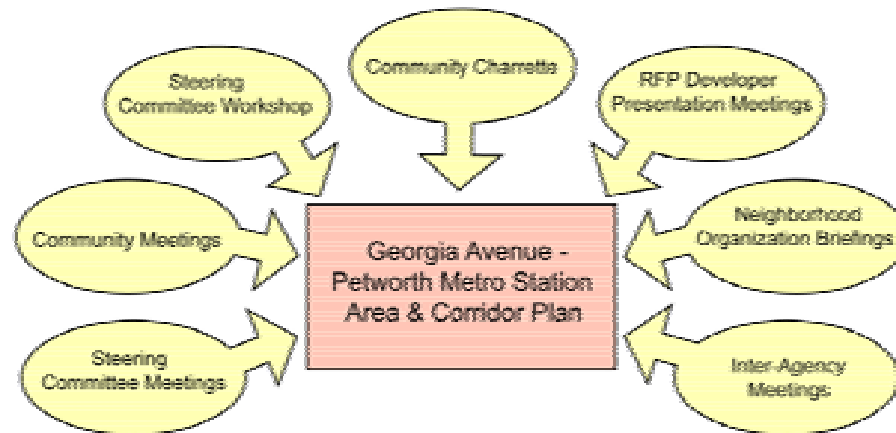 Community Charrette
Steering
Committee Workshop
RFP Developer
Presentation Meetings
Community Meetings
Neighborhood
Organization Briefings
Georgia Avenue -
Petworth Metro Station
Area & Corridor Plan
Steering
Committee Meetings
Inter-Agency
Meetings